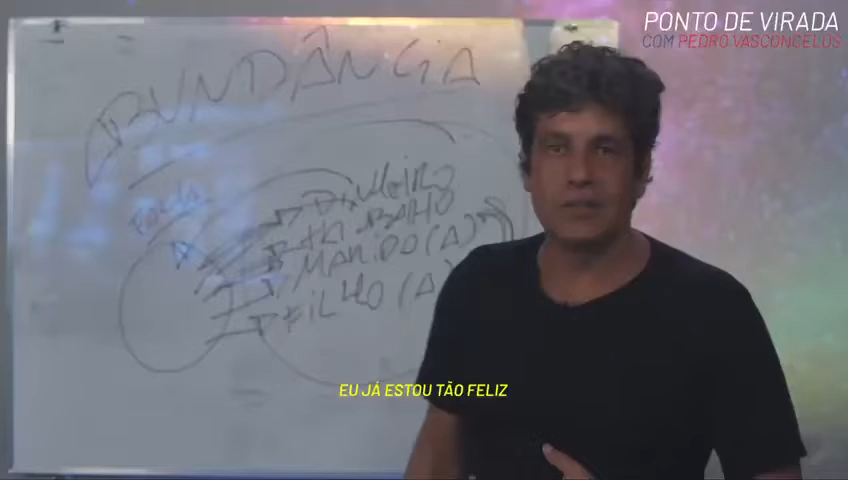 PONTO DE VIRADA
COM PEDRO VASCONCELOS
ABUNDÂNCIA
DINHEIRO
TRABALHO
MARIDO (A)
FILHO (A)
EU JÁ ESTOU TÃO FELIZ